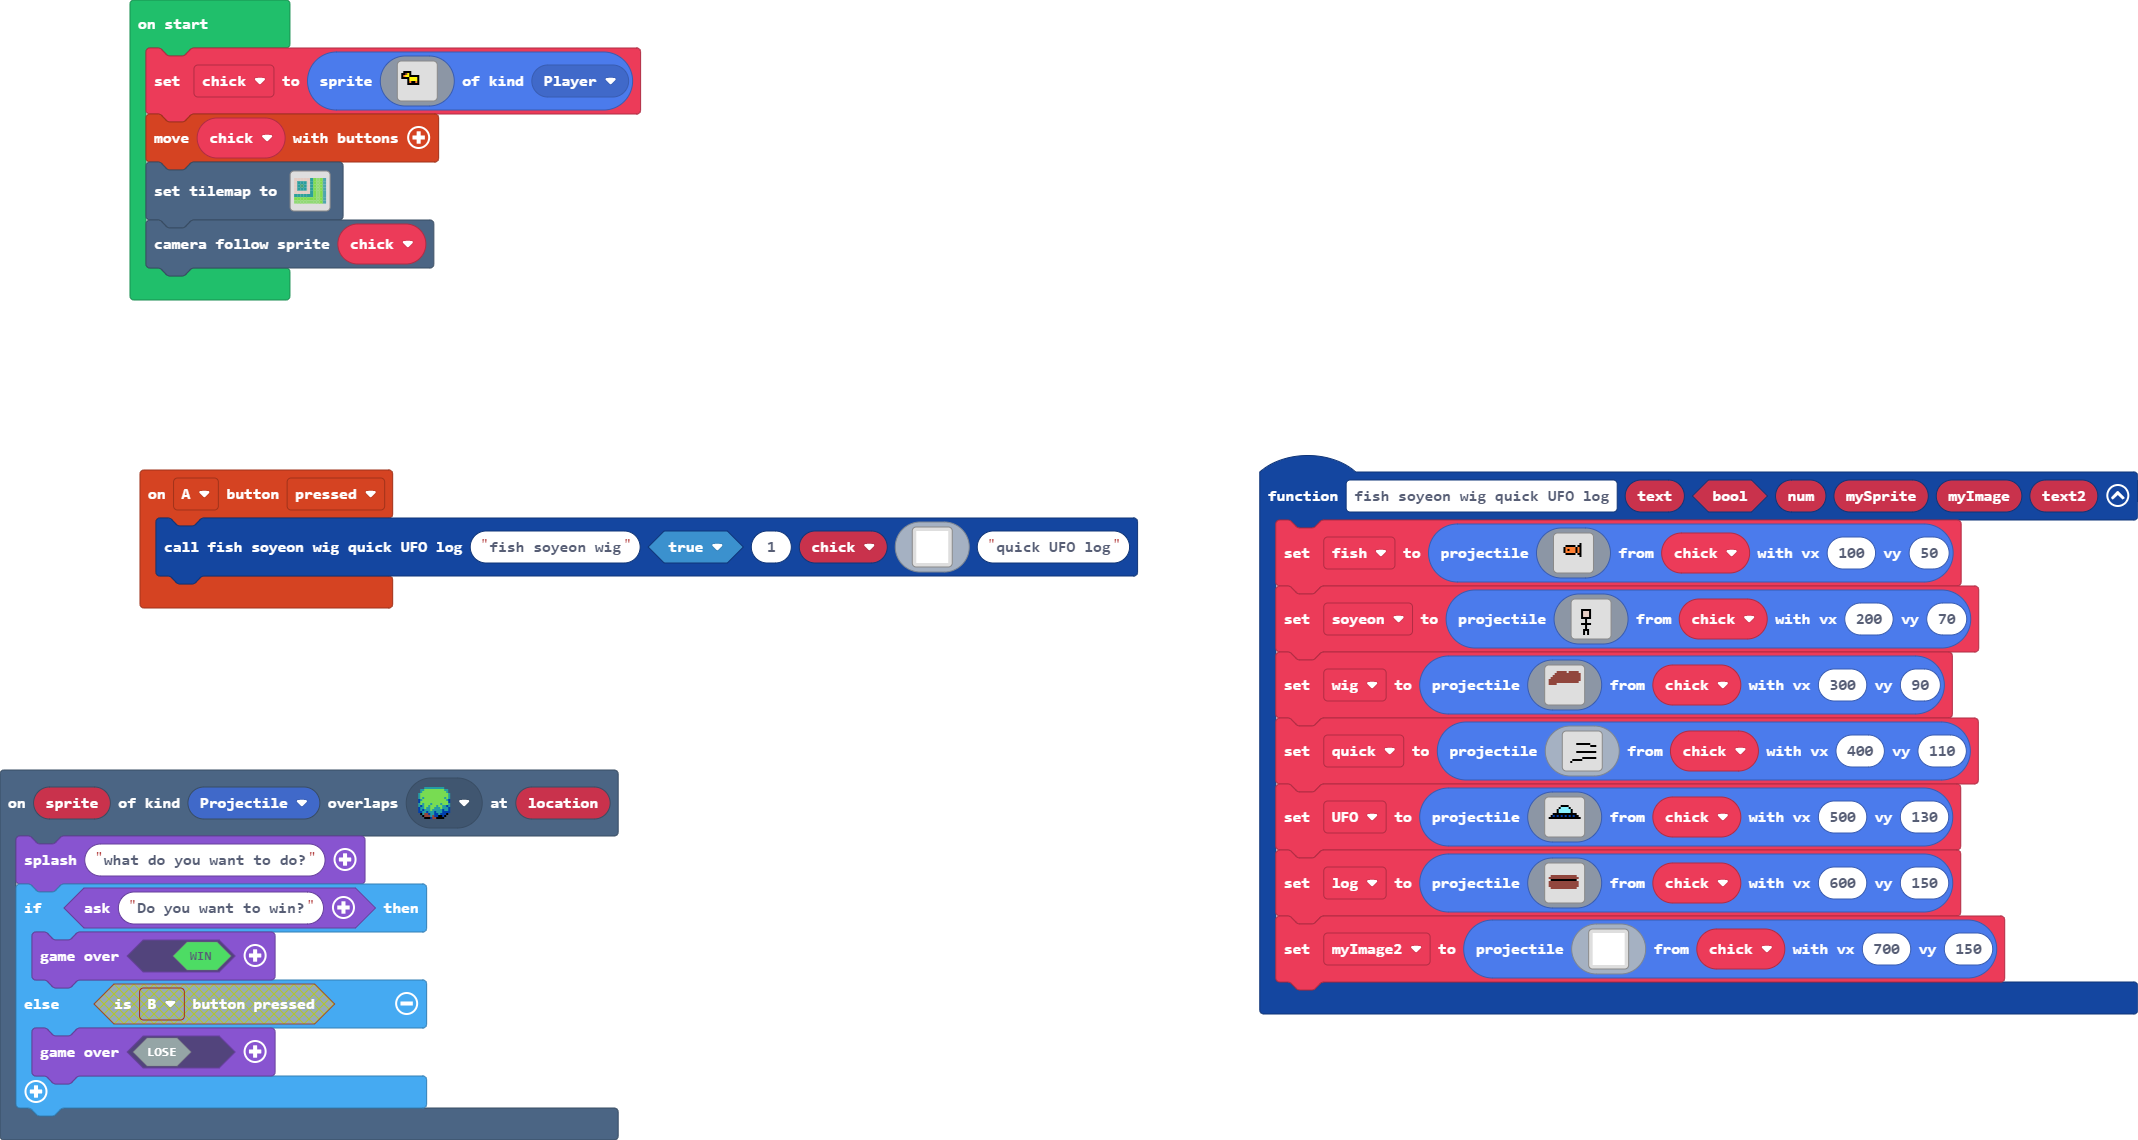 on start
set chick to sprite of kind Player
move chick with buttons
set tilemap to
camera follow sprite chick
on A button pressed
call fish soyeon wig quick UFO log "fish soyeon wig" true 1 chick "quick UFO log"
function fish soyeon wig quick UFO log text bool num mySprite myImage text2
set fish to projectile from chick with vx 100 vy 50
set soyeon to projectile from chick with vx 200 vy 70
set wig to projectile from chick with vx 300 vy 90
set quick to projectile from chick with vx 400 vy 110
set UFO to projectile from chick with vx 500 vy 130
set log to projectile from chick with vx 600 vy 150
set myImage2 to projectile from chick with vx 700 vy 150
on sprite of kind Projectile overlaps at location
splash "what do you want to do?"
if ask "Do you want to win?" then
game over WIN
else is B button pressed
game over LOSE